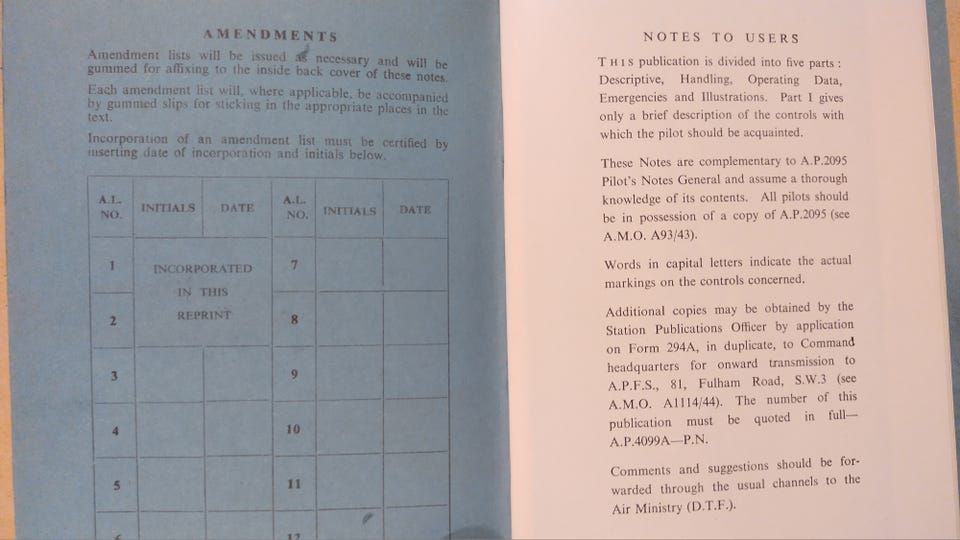 AMENDMENTS
Amendment lists will be issued as necessary and will be
gummed for affixing to the inside back cover of these notes.
Each amendment list will, where applicable, be accompanied
by gummed slips for sticking in the appropriate places in the
text.
Incorporation of an amendment list must be certified by
inserting date of incorporation and initials below.
A.L. NO. INITIALS DATE A.L. NO. INITIALS DATE
1 INCORPORATED IN THIS REPRINT 7
2 8
3 9
4 10
5 11
6 12
NOTES TO USERS
THIS publication is divided into five parts :
Descriptive, Handling, Operating Data,
Emergencies and Illustrations. Part I gives
only a brief description of the controls with
which the pilot should be acquainted.
These Notes are complementary to A.P.2095
Pilot's Notes General and assume a thorough
knowledge of its contents. All pilots should
be in possession of a copy of A.P.2095 (see
A.M.O. A93/43).
Words in capital letters indicate the actual
markings on the controls concerned.
Additional copies may be obtained by the
Station Publications Officer by application
on Form 294A, in duplicate, to Command
headquarters for onward transmission to
A.P.F.S., 81, Fulham Road, S.W.3 (see
A.M.O. A1114/44). The number of this
publication must be quoted in full—
A.P.4099A—P.N.
Comments and suggestions should be for-
warded through the usual channels to the
Air Ministry (D.T.F.).